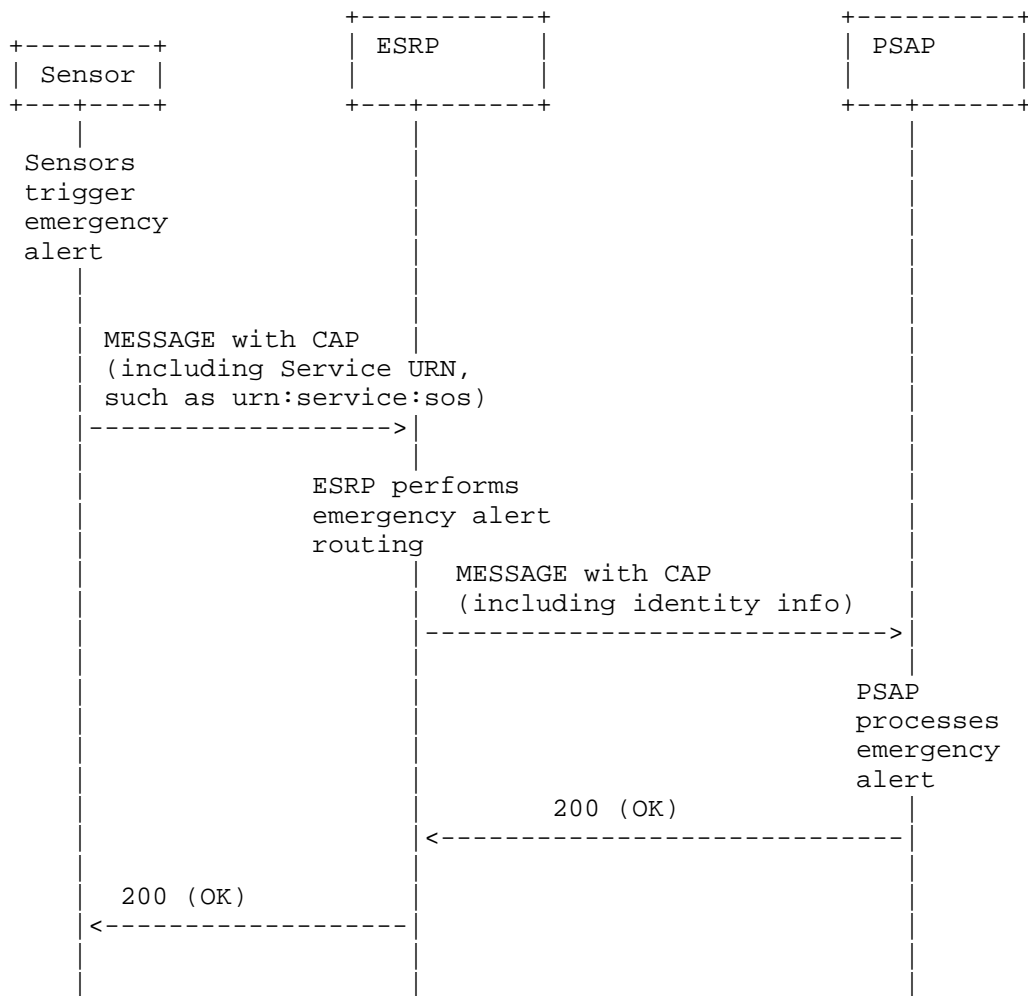 ESRP
PSAP
Sensor
Sensors
trigger
emergency
alert
MESSAGE with CAP
(including Service URN,
such as urn:service:sos)
ESRP performs
emergency alert
routing
MESSAGE with CAP
(including identity info)
PSAP
processes
emergency
alert
200 (OK)
200 (OK)